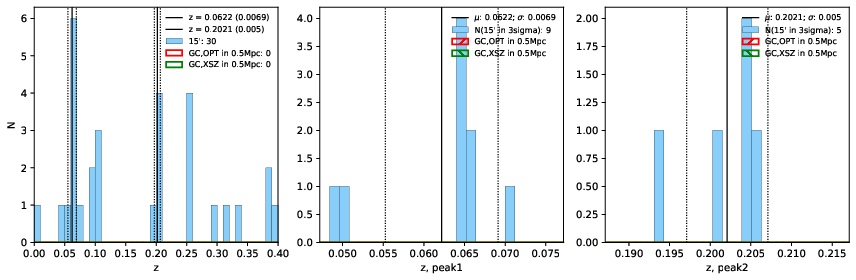 z = 0.0622 (0.0069)
z = 0.2021 (0.005)
15': 30
GC,OPT in 0.5Mpc: 0
GC,XSZ in 0.5Mpc: 0
N
6
5
4
3
2
1
0
0.00 0.05 0.10 0.15 0.20 0.25 0.30 0.35 0.40
z
μ: 0.0622; σ: 0.0069
N(15' in 3sigma): 9
GC,OPT in 0.5Mpc
GC,XSZ in 0.5Mpc
4.0
3.5
3.0
2.5
2.0
1.5
1.0
0.5
0.0
0.050 0.055 0.060 0.065 0.070 0.075
z, peak1
μ: 0.2021; σ: 0.005
N(15' in 3sigma): 5
GC,OPT in 0.5Mpc
GC,XSZ in 0.5Mpc
2.00
1.75
1.50
1.25
1.00
0.75
0.50
0.25
0.00
0.190 0.195 0.200 0.205 0.210 0.215
z, peak2